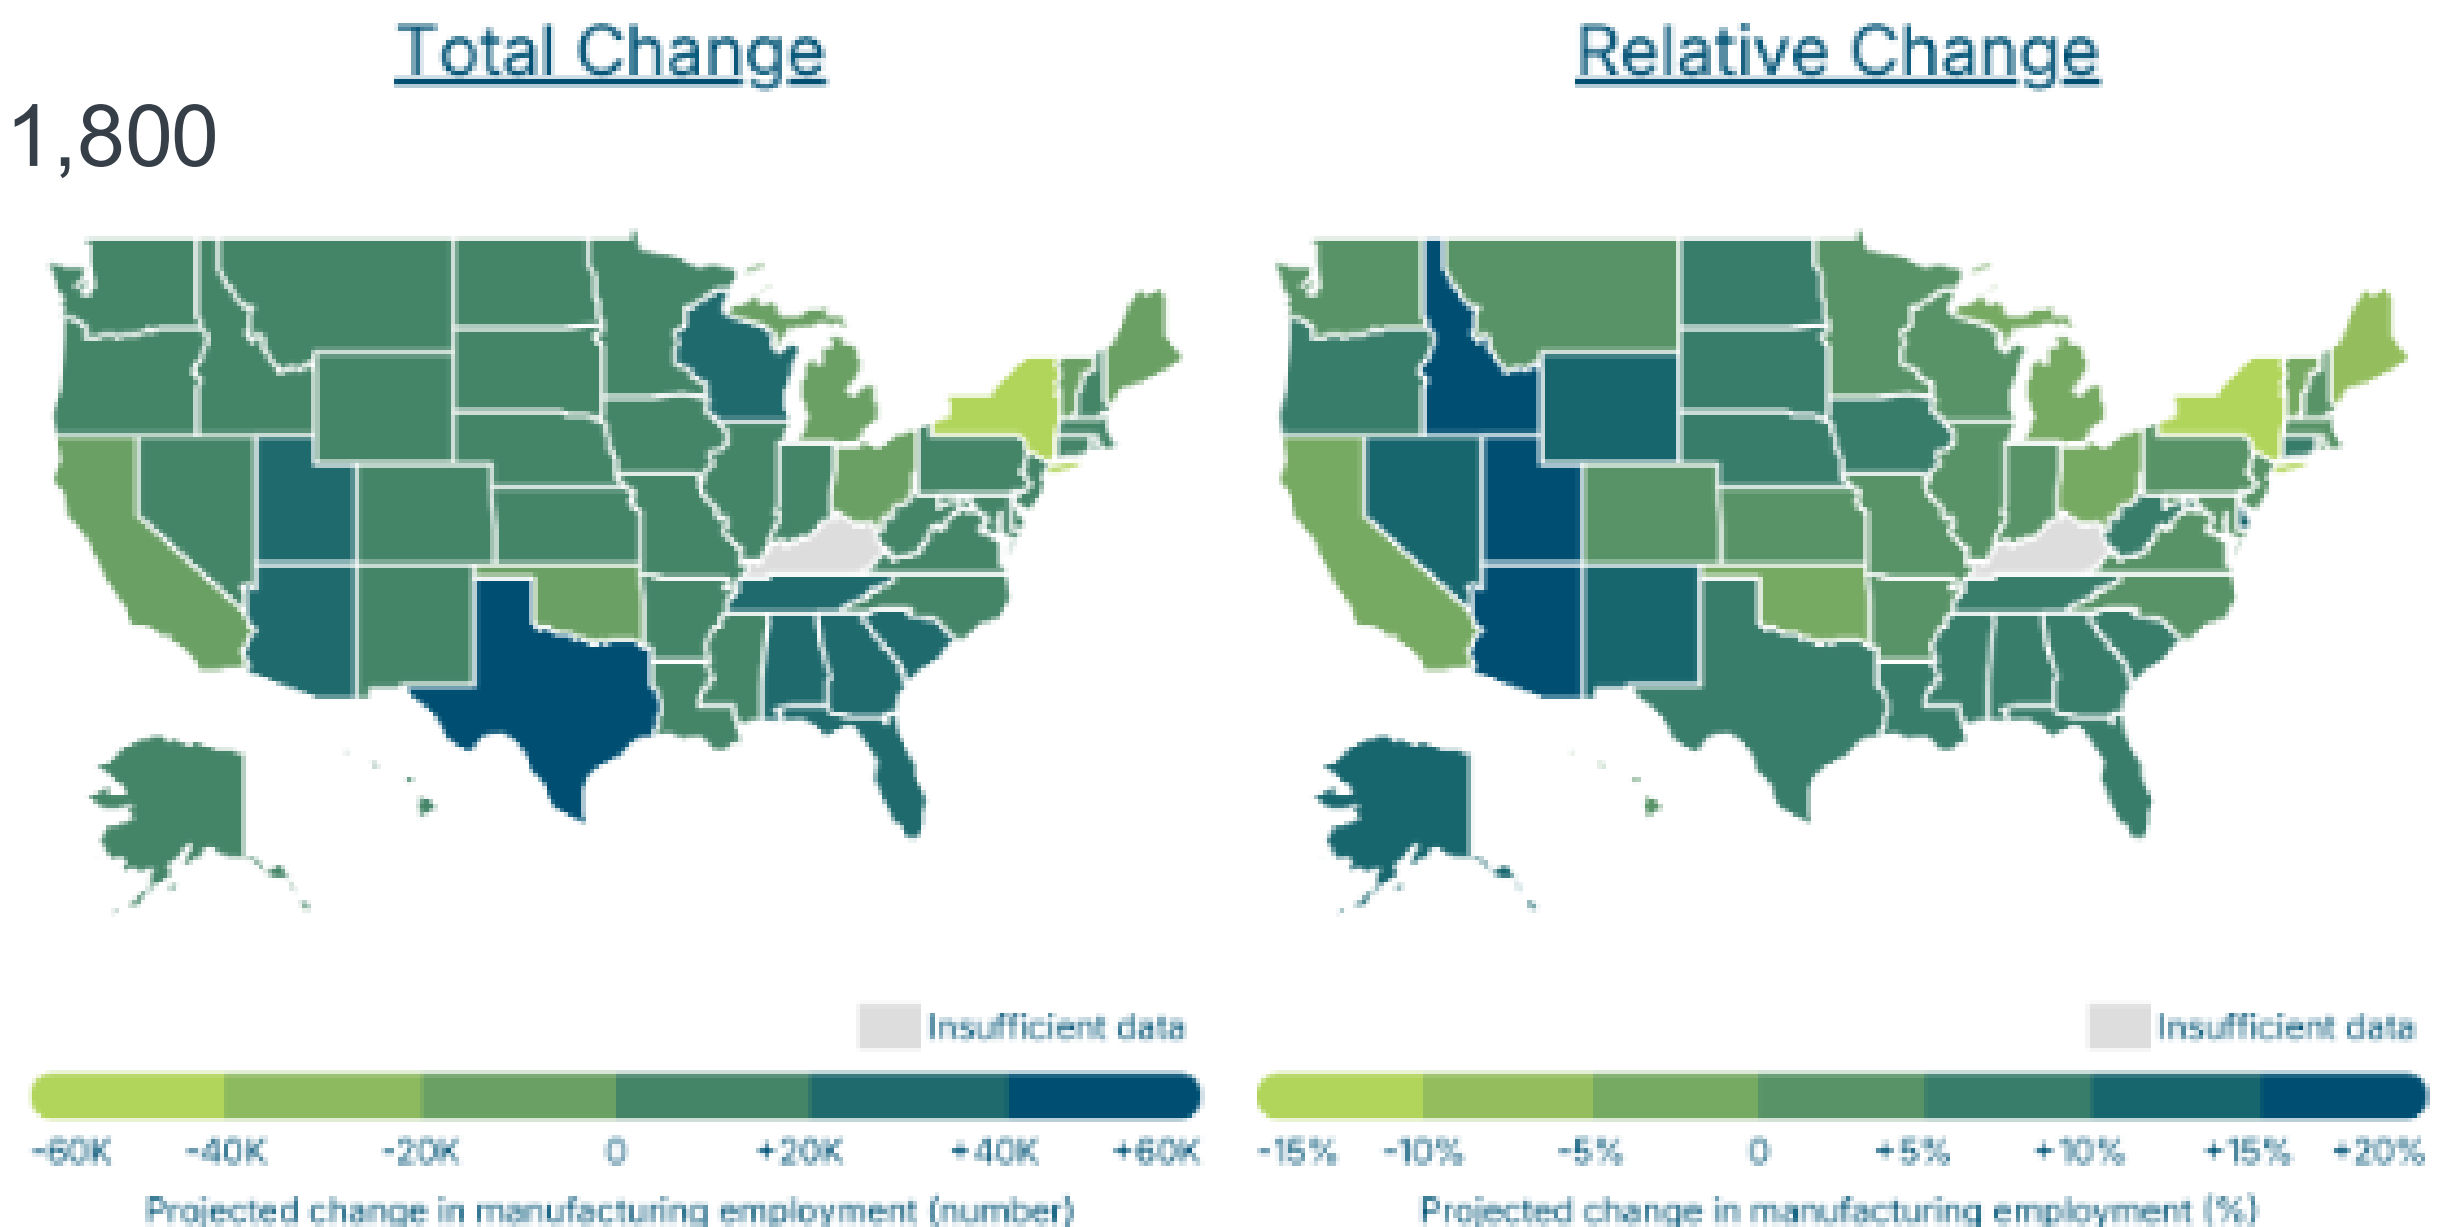 Total Change
Relative Change
1,800
Insufficient data
Insufficient data
-60K -40K -20K 0 +20K +40K +60K
-15% -10% -5% 0 +5% +10% +15% +20%
Projected change in manufacturing employment (number)
Projected change in manufacturing employment (%)